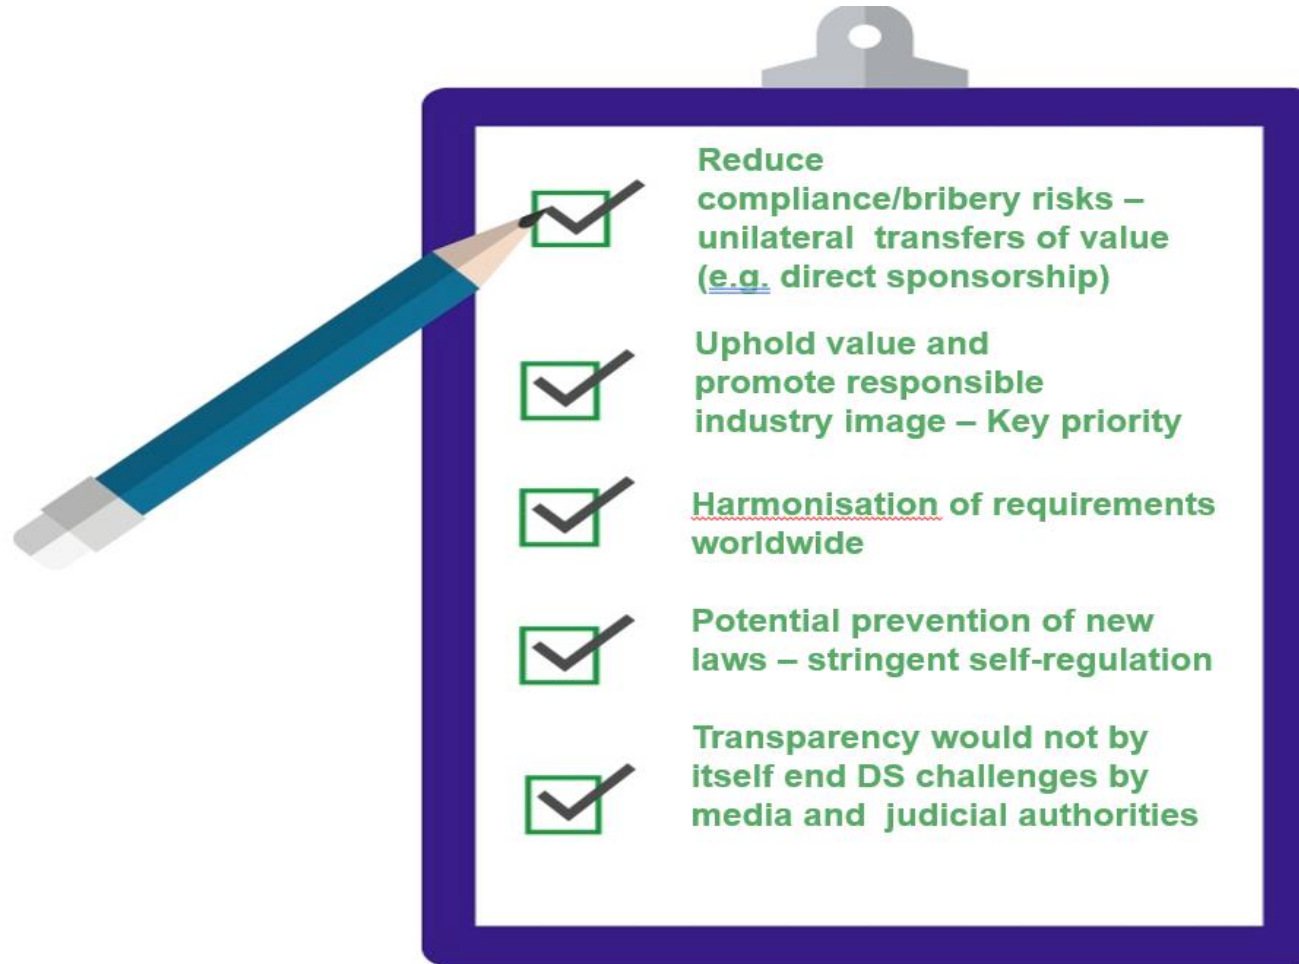 Reduce
compliance/bribery risks –
unilateral  transfers of value
(e.g. direct sponsorship)
Uphold value and
promote responsible
industry image – Key priority
Harmonisation of requirements
worldwide
Potential prevention of new
laws – stringent self-regulation
Transparency would not by
itself end DS challenges by
media and  judicial authorities